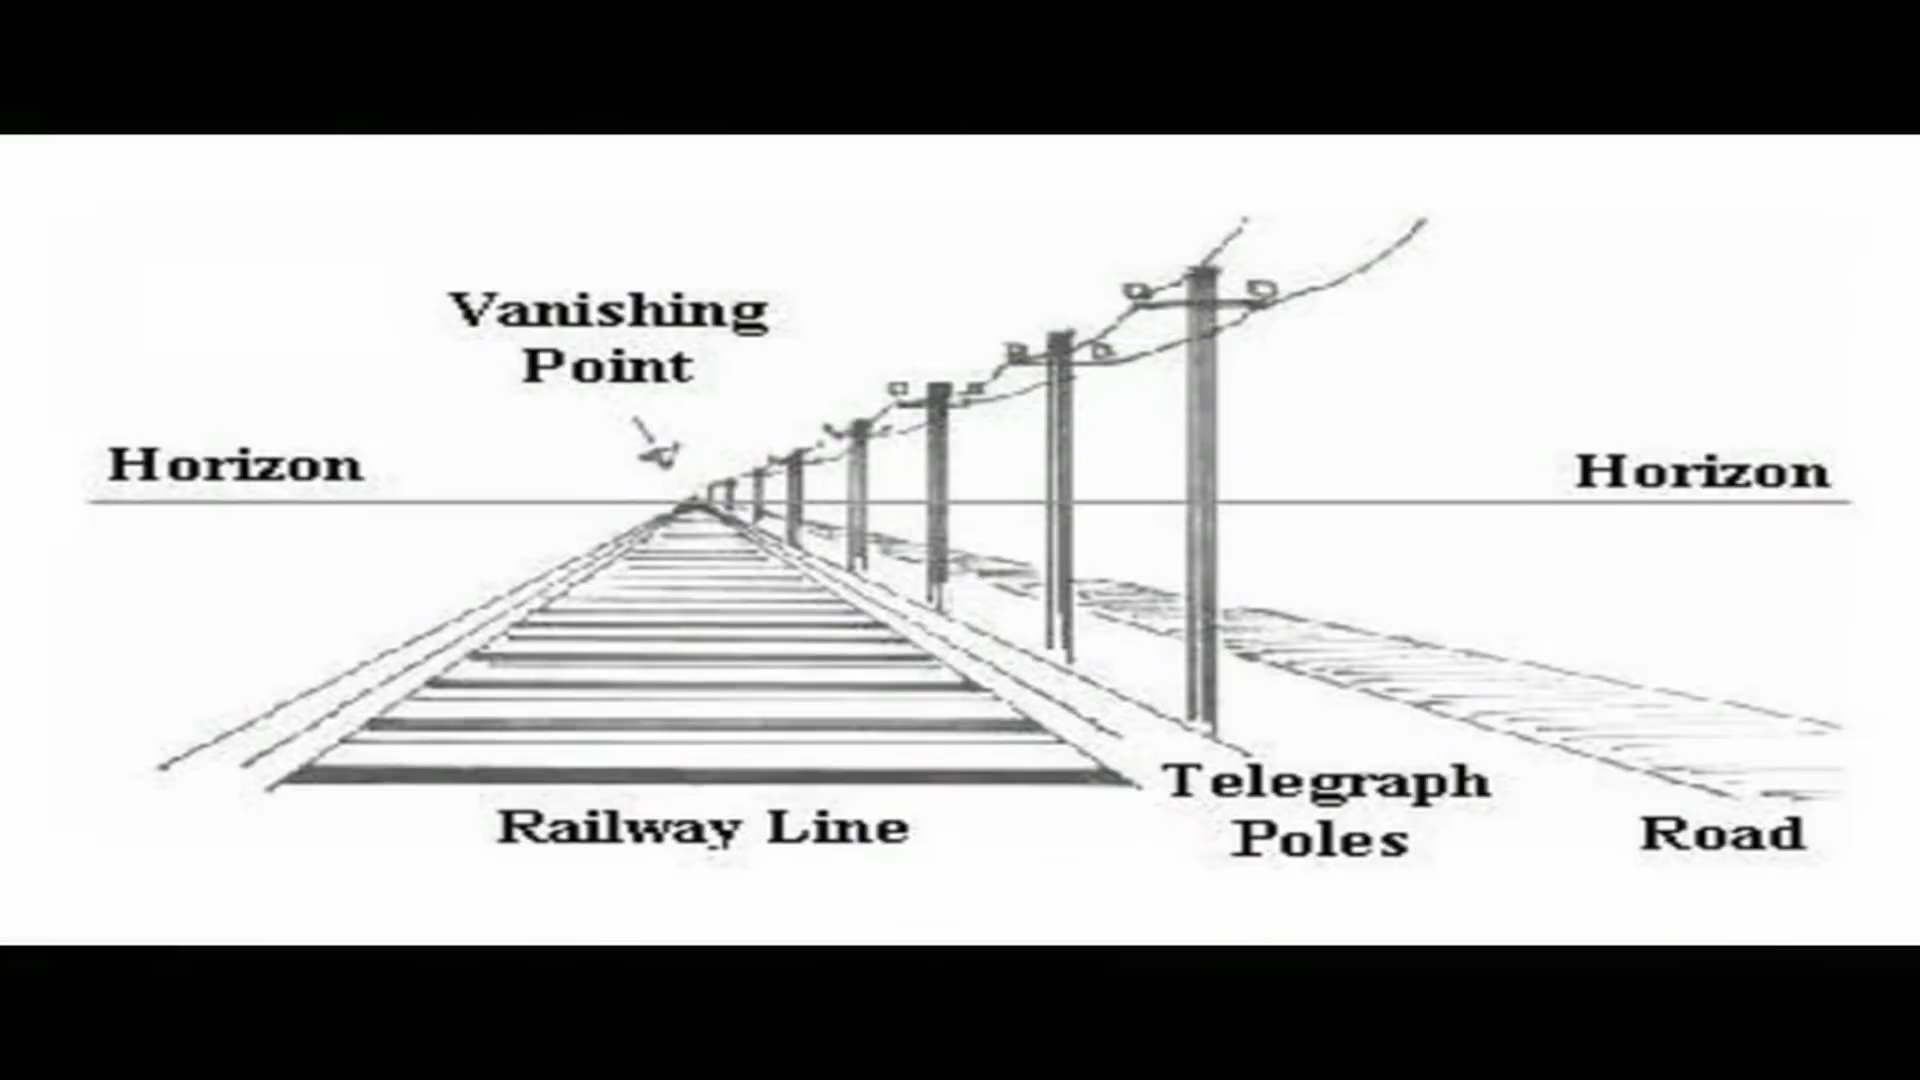 Vanishing
Point
Horizon
Horizon
Railway Line
Telegraph
Poles
Road